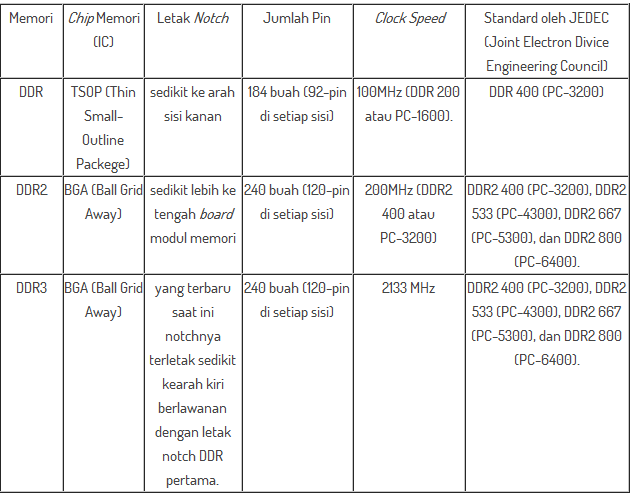 Memori
Chip Memori
(IC)
Letak Notch
Jumlah Pin
Clock Speed
Standard oleh JEDEC
(Joint Electron Divice
Engineering Council)
DDR
TSOP (Thin
Small-
Outline
Packege)
sedikit ke arah
sisi kanan
184 buah (92-pin
di setiap sisi)
100MHz (DDR 200
atau PC-1600).
DDR 400 (PC-3200)
DDR2
BGA (Ball Grid
Away)
sedikit lebih ke
tengah board
modul memori
240 buah (120-pin
di setiap sisi)
200MHz (DDR2
400 atau
PC-3200)
DDR2 400 (PC-3200), DDR2
533 (PC-4300), DDR2 667
(PC-5300), dan DDR2 800
(PC-6400).
DDR3
BGA (Ball Grid
Away)
yang terbaru
saat ini
notchnya
terletak sedikit
kearah kiri
berlawanan
dengan letak
notch DDR
pertama.
240 buah (120-pin
di setiap sisi)
2133 MHz
DDR2 400 (PC-3200), DDR2
533 (PC-4300), DDR2 667
(PC-5300), dan DDR2 800
(PC-6400).